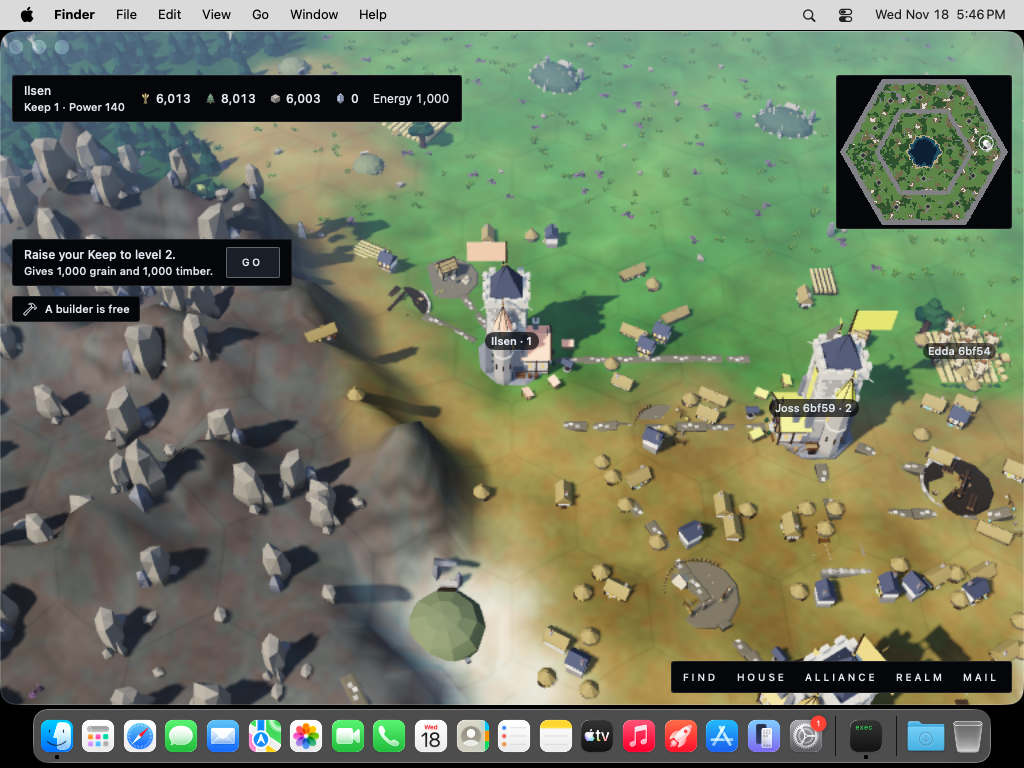 Finder File Edit View Go Window Help Wed Nov 18 5:46 PM
Ilsen
Keep 1 · Power 140
6,013 8,013 6,003 0 Energy 1,000
Raise your Keep to level 2.
Gives 1,000 grain and 1,000 timber.
GO
A builder is free
Ilsen · 1
Edda 6bf54
Joss 6bf59 · 2
FIND HOUSE ALLIANCE REALM MAIL
Wed
18
tv
1
exec